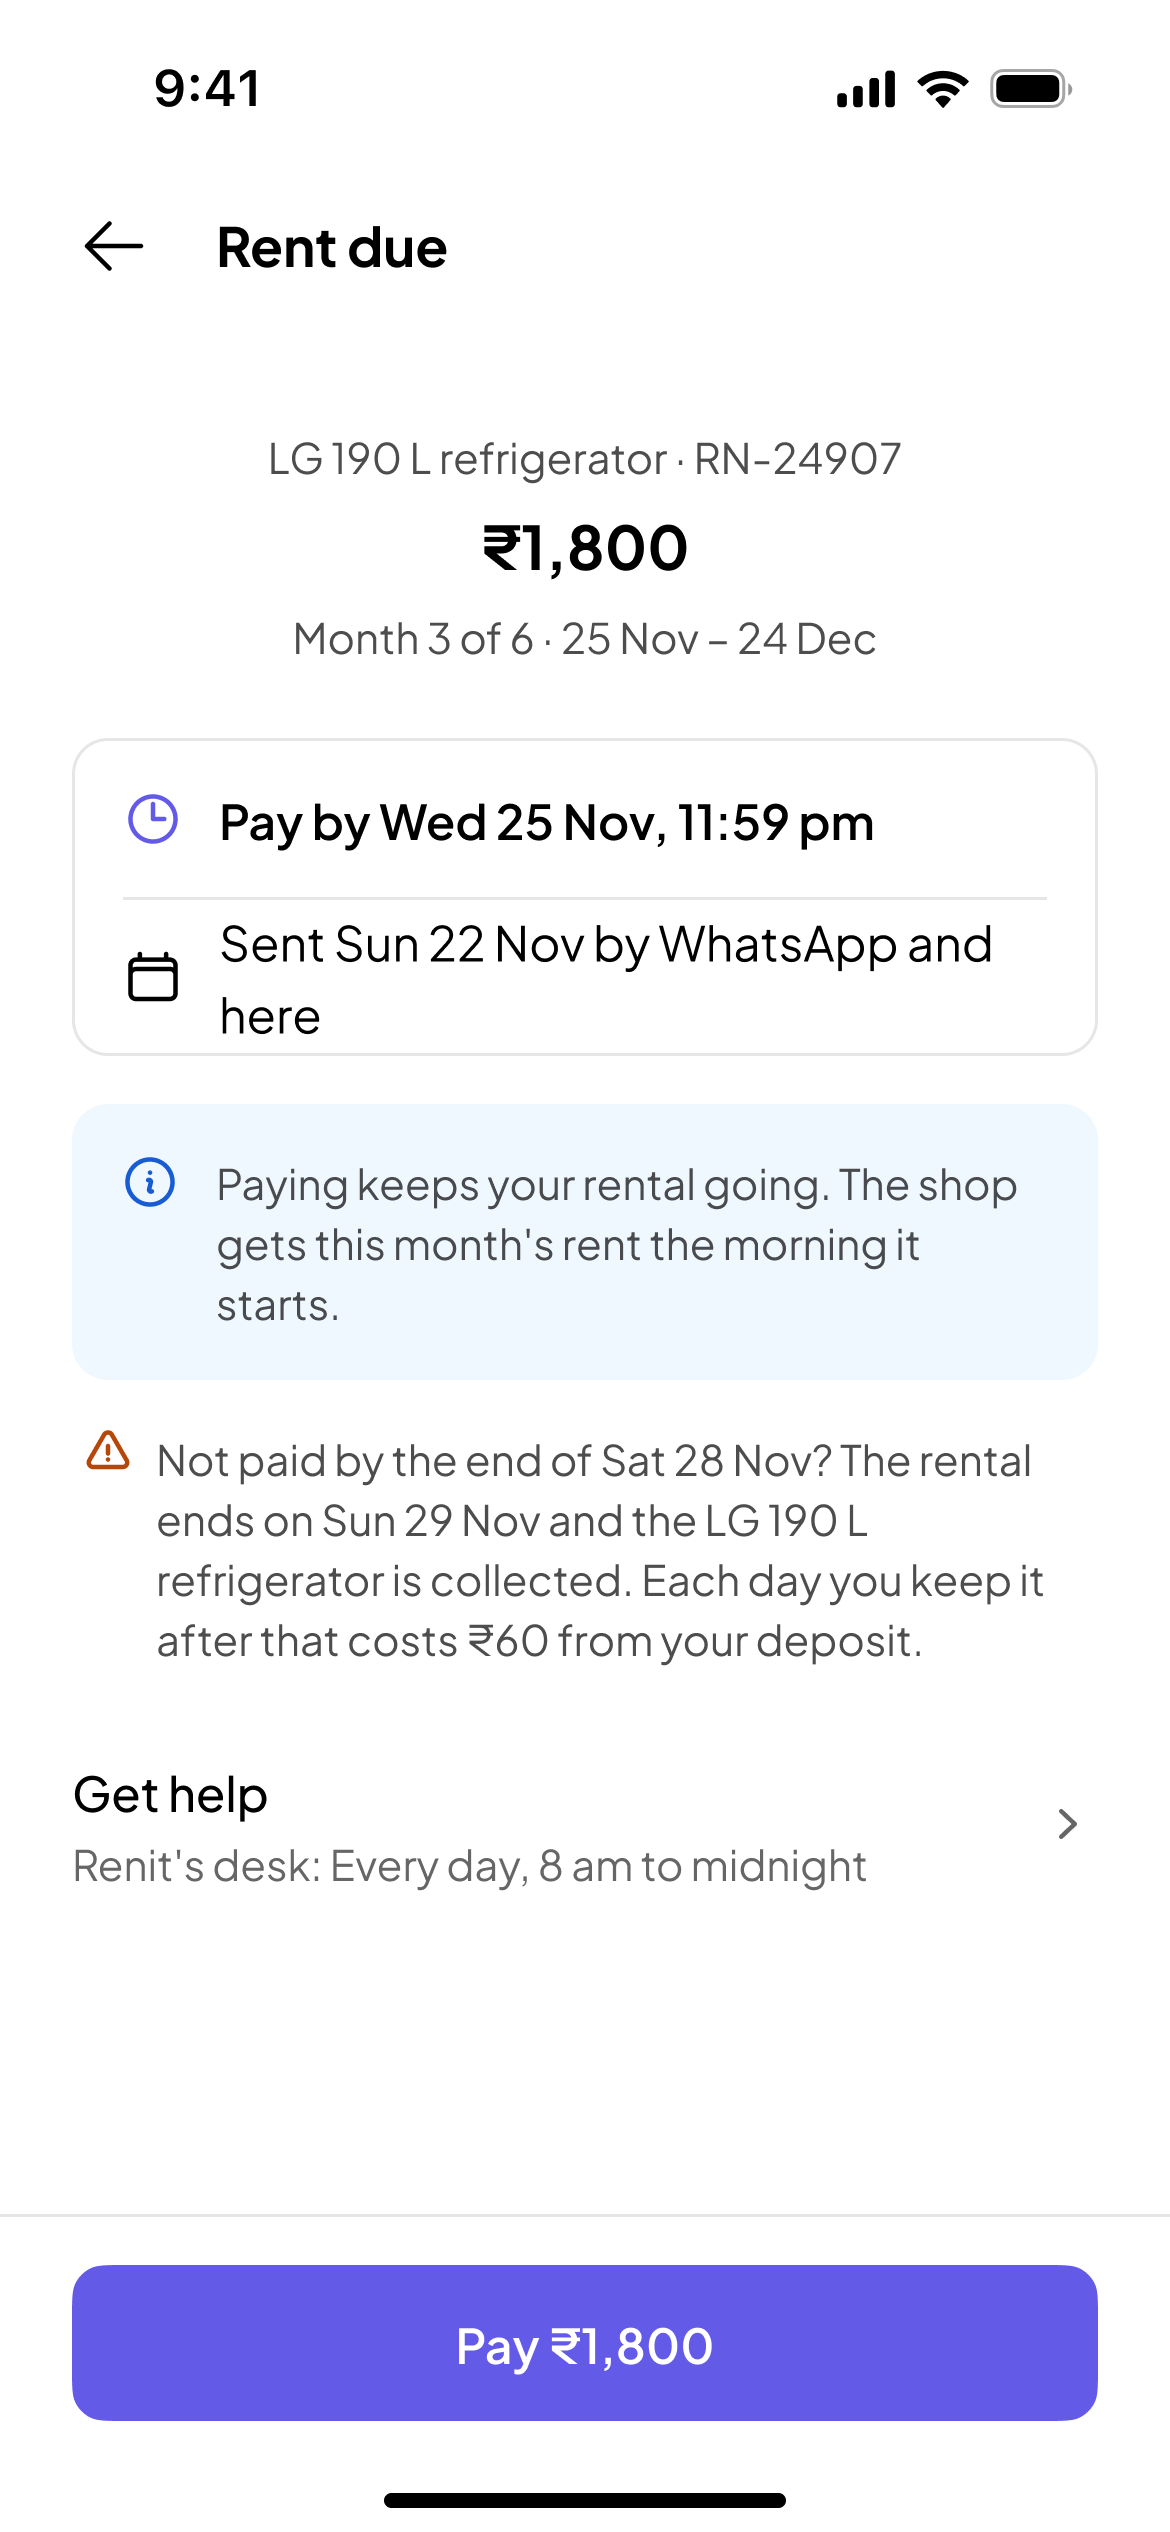 9:41
Rent due
LG 190 L refrigerator · RN-24907
₹1,800
Month 3 of 6 · 25 Nov – 24 Dec
Pay by Wed 25 Nov, 11:59 pm
Sent Sun 22 Nov by WhatsApp and
here
Paying keeps your rental going. The shop
gets this month's rent the morning it
starts.
Not paid by the end of Sat 28 Nov? The rental
ends on Sun 29 Nov and the LG 190 L
refrigerator is collected. Each day you keep it
after that costs ₹60 from your deposit.
Get help
Renit's desk: Every day, 8 am to midnight
Pay ₹1,800